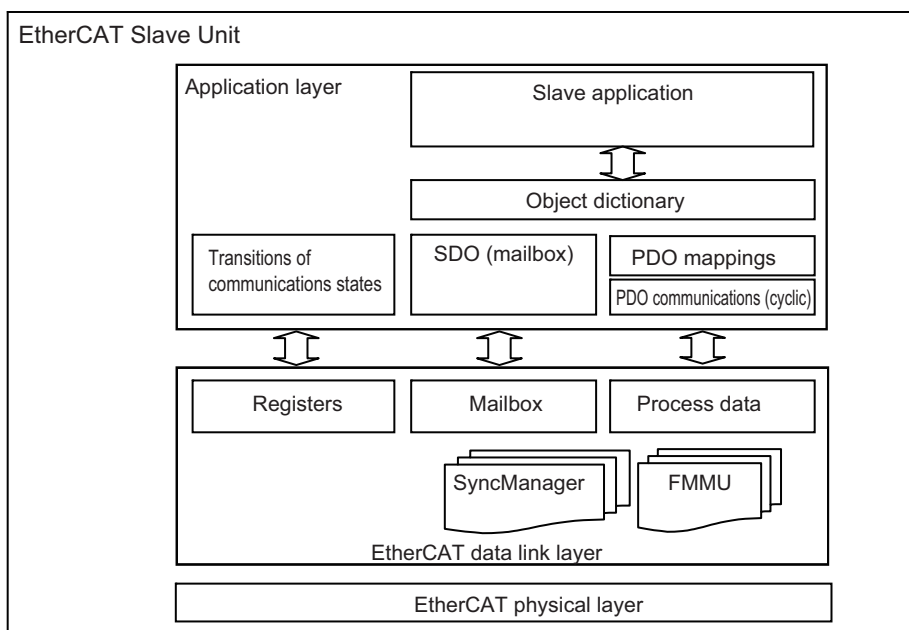 EtherCAT Slave Unit
Application layer
Slave application
Object dictionary
Transitions of
communications states
SDO (mailbox)
PDO mappings
PDO communications (cyclic)
Registers
Mailbox
Process data
SyncManager
FMMU
EtherCAT data link layer
EtherCAT physical layer